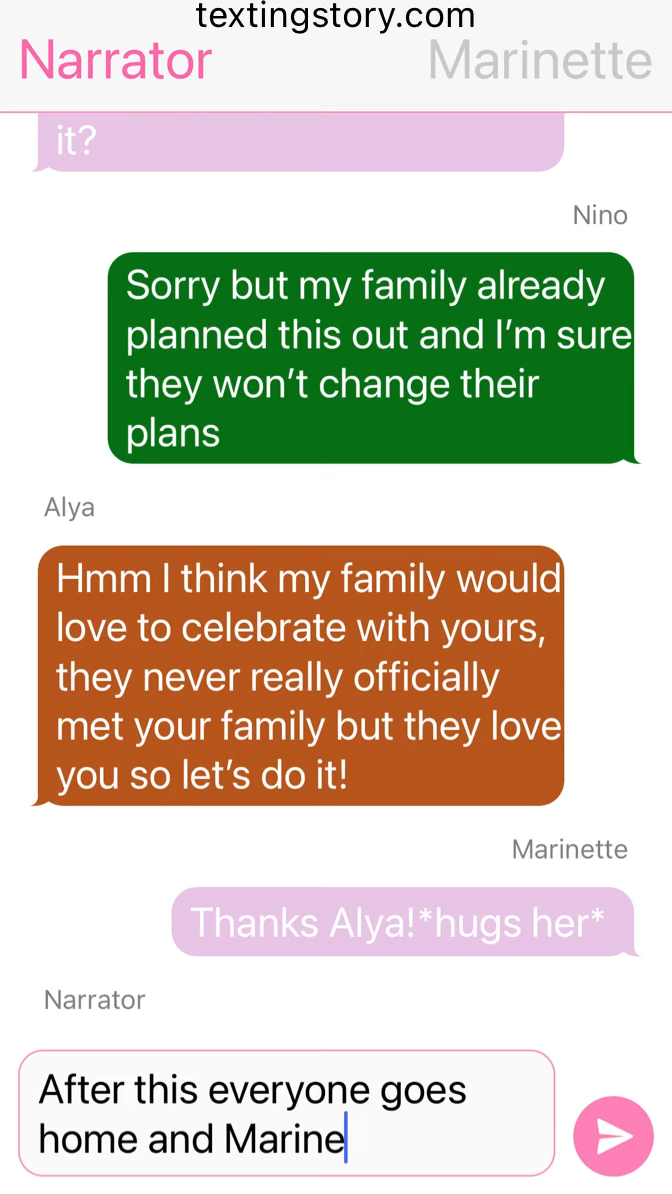 textingstory.com
Narrator Marinette
it?
Nino
Sorry but my family already
planned this out and I’m sure
they won’t change their
plans
Alya
Hmm I think my family would
love to celebrate with yours,
they never really officially
met your family but they love
you so let’s do it!
Marinette
Thanks Alya!*hugs her*
Narrator
After this everyone goes
home and Marine